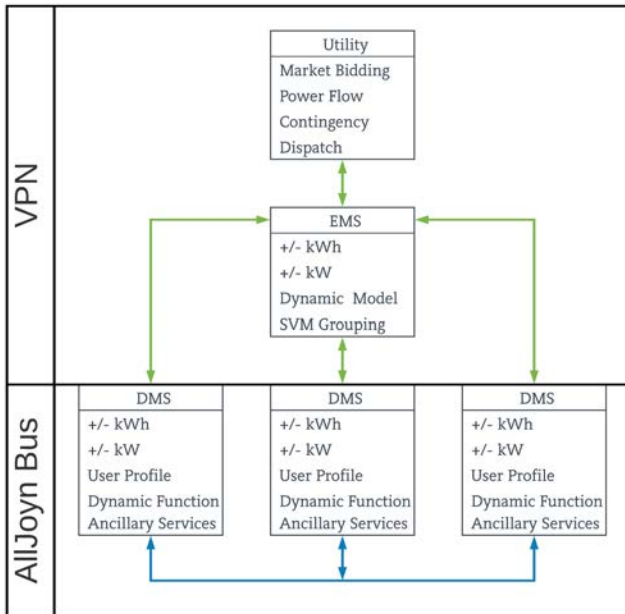 VPN
Utility
Market Bidding
Power Flow
Contingency
Dispatch
EMS
+/- kWh
+/- kW
Dynamic Model
SVM Grouping
AllJoyn Bus
DMS
+/- kWh
+/- kW
User Profile
Dynamic Function
Ancillary Services
DMS
+/- kWh
+/- kW
User Profile
Dynamic Function
Ancillary Services
DMS
+/- kWh
+/- kW
User Profile
Dynamic Function
Ancillary Services